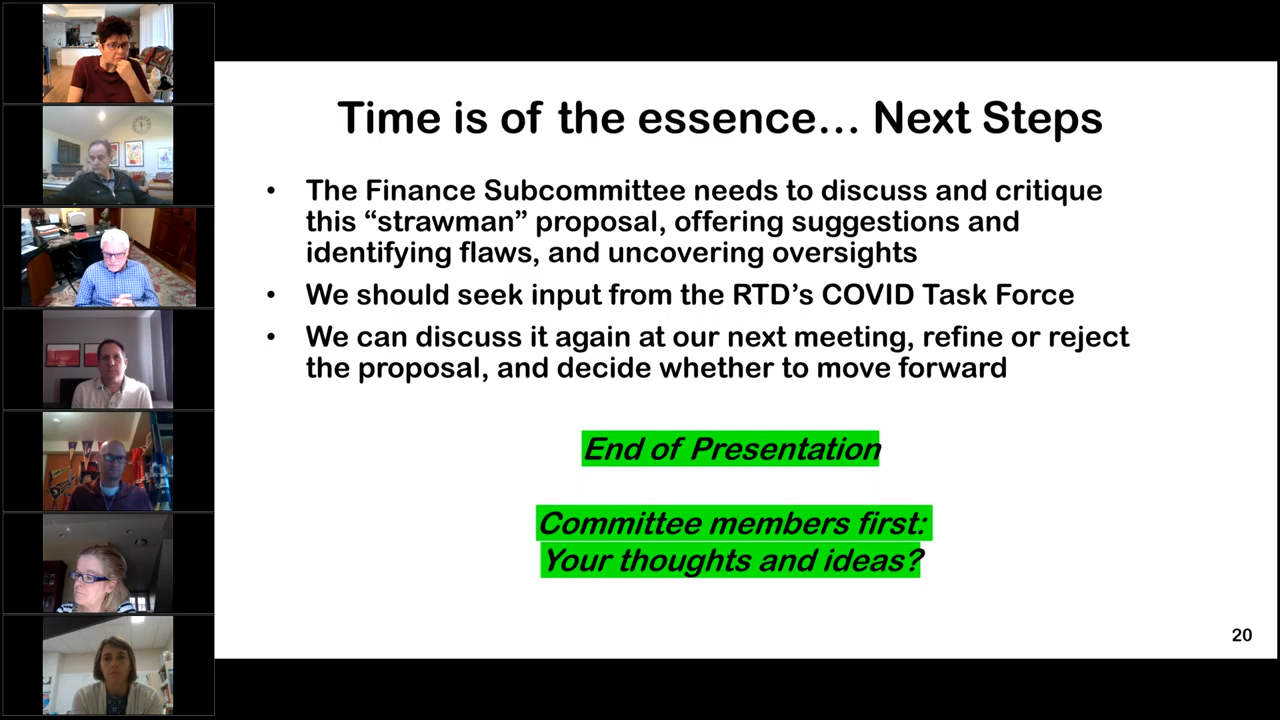 Time is of the essence... Next Steps
• The Finance Subcommittee needs to discuss and critique
this “strawman” proposal, offering suggestions and
identifying flaws, and uncovering oversights
• We should seek input from the RTD’s COVID Task Force
• We can discuss it again at our next meeting, refine or reject
the proposal, and decide whether to move forward
End of Presentation
Committee members first:
Your thoughts and ideas?
20